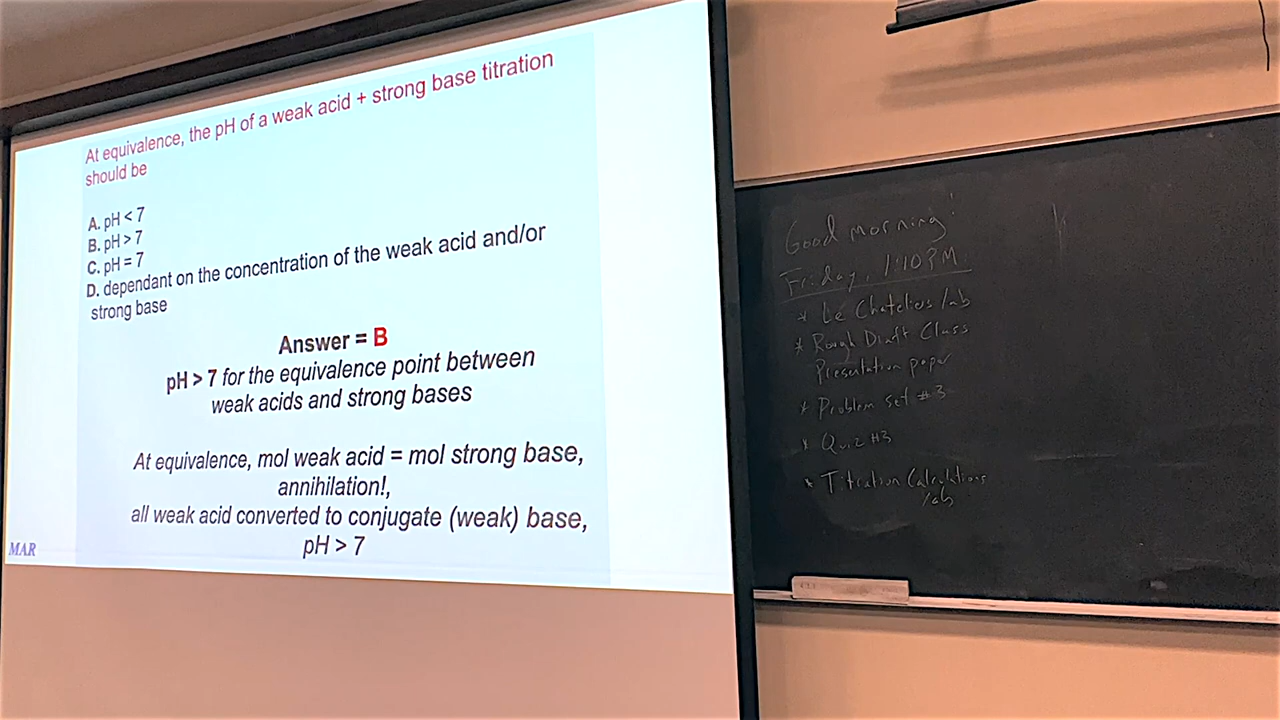 At equivalence, the pH of a weak acid + strong base titration
should be
A. pH < 7
B. pH > 7
C. pH = 7
D. dependant on the concentration of the weak acid and/or
strong base
Answer = B
pH > 7 for the equivalence point between
weak acids and strong bases
At equivalence, mol weak acid = mol strong base,
annihilation!,
all weak acid converted to conjugate (weak) base,
pH > 7
MAR
Good morning!
Friday, 1:10 PM
* Le Chateliers lab
* Rough Draft Class
Presentation paper
* Problem Set #3
* Quiz #3
* Titration Calculations
lab